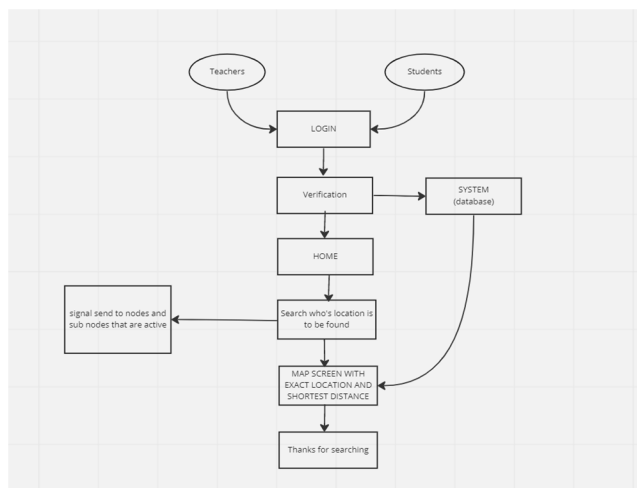 Teachers
Students
LOGIN
Verification
SYSTEM
(database)
HOME
signal send to nodes and
sub nodes that are active
Search who's location is
to be found
MAP SCREEN WITH
EXACT LOCATION AND
SHORTEST DISTANCE
Thanks for searching